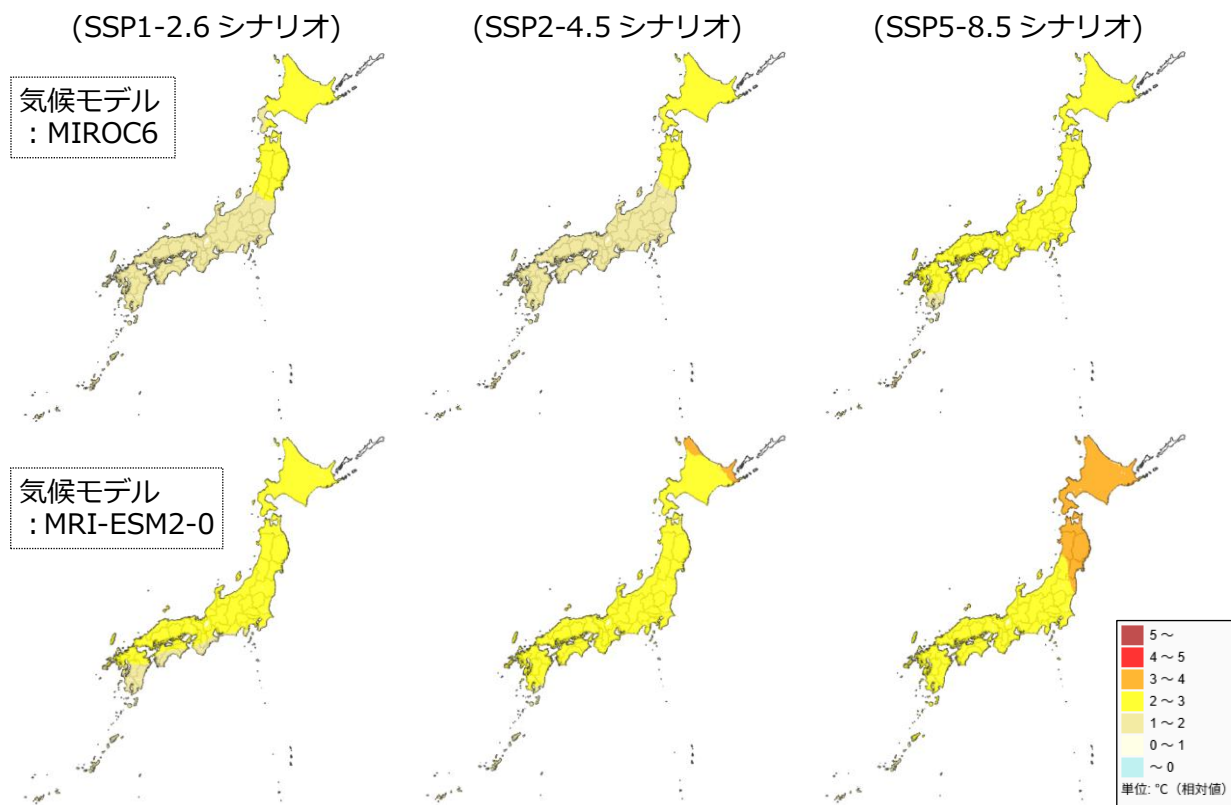 (SSP1-2.6 シナリオ)
(SSP2-4.5 シナリオ)
(SSP5-8.5 シナリオ)
気候モデル
：MIROC6
気候モデル
：MRI-ESM2-0
5～
4～5
3～4
2～3
1～2
0～1
～0
単位: ℃（相対値）